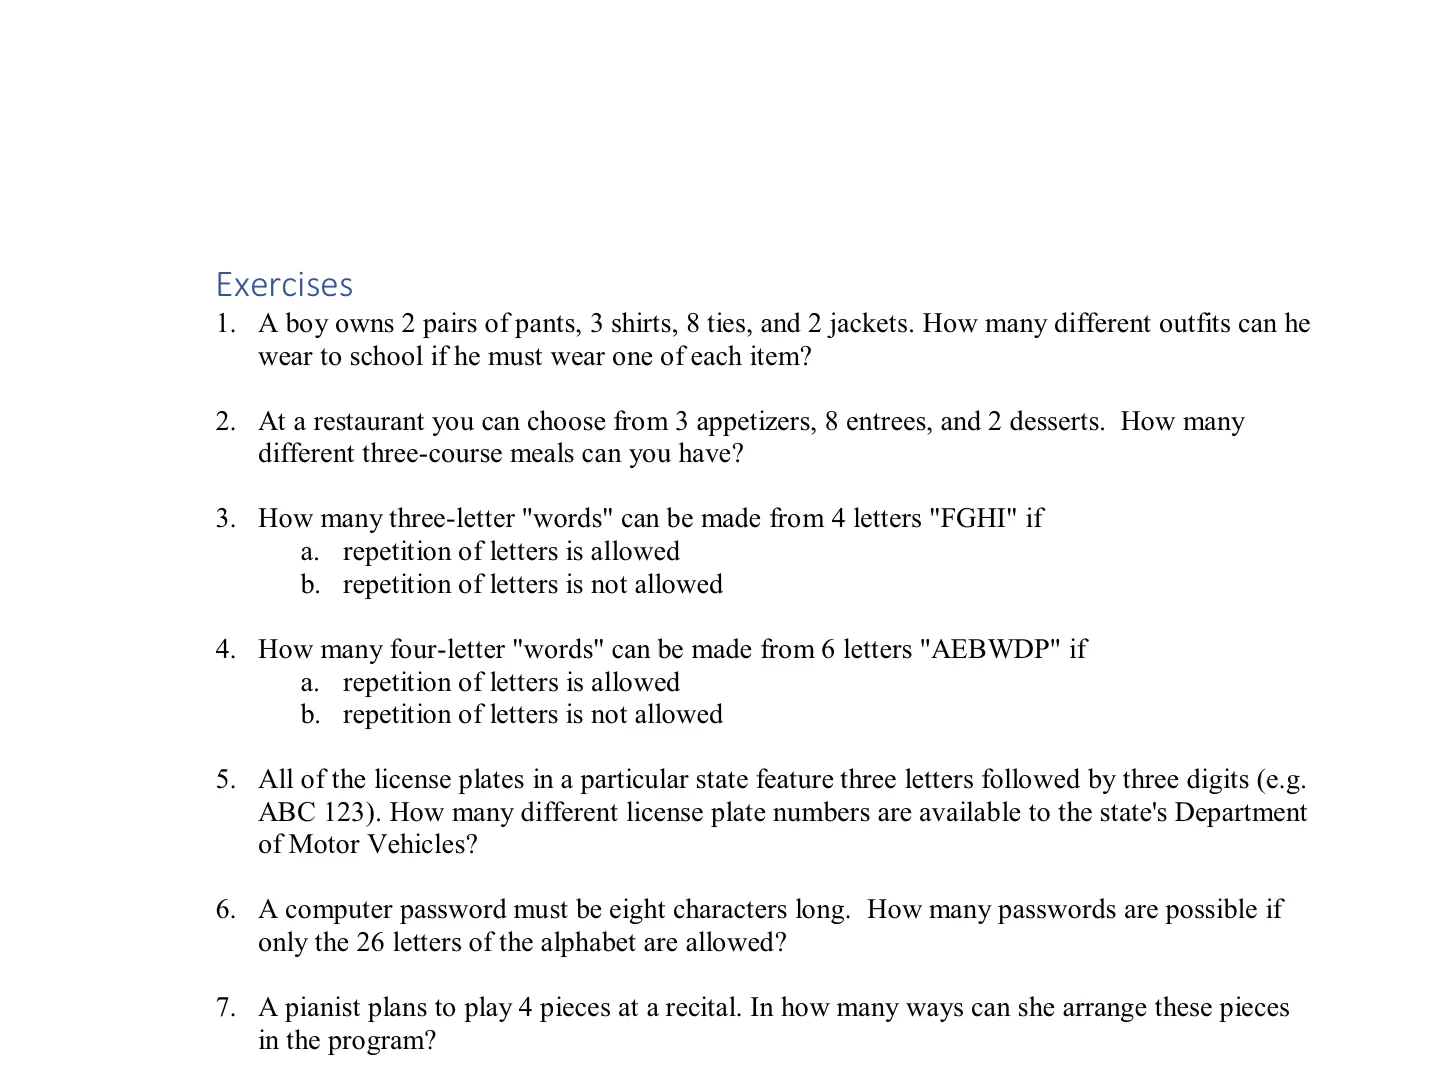 Exercises
1. A boy owns 2 pairs of pants, 3 shirts, 8 ties, and 2 jackets. How many different outfits can he
wear to school if he must wear one of each item?
2. At a restaurant you can choose from 3 appetizers, 8 entrees, and 2 desserts.  How many
different three-course meals can you have?
3. How many three-letter "words" can be made from 4 letters "FGHI" if
a. repetition of letters is allowed
b. repetition of letters is not allowed
4. How many four-letter "words" can be made from 6 letters "AEBWDP" if
a. repetition of letters is allowed
b. repetition of letters is not allowed
5. All of the license plates in a particular state feature three letters followed by three digits (e.g.
ABC 123). How many different license plate numbers are available to the state's Department
of Motor Vehicles?
6. A computer password must be eight characters long.  How many passwords are possible if
only the 26 letters of the alphabet are allowed?
7. A pianist plans to play 4 pieces at a recital. In how many ways can she arrange these pieces
in the program?